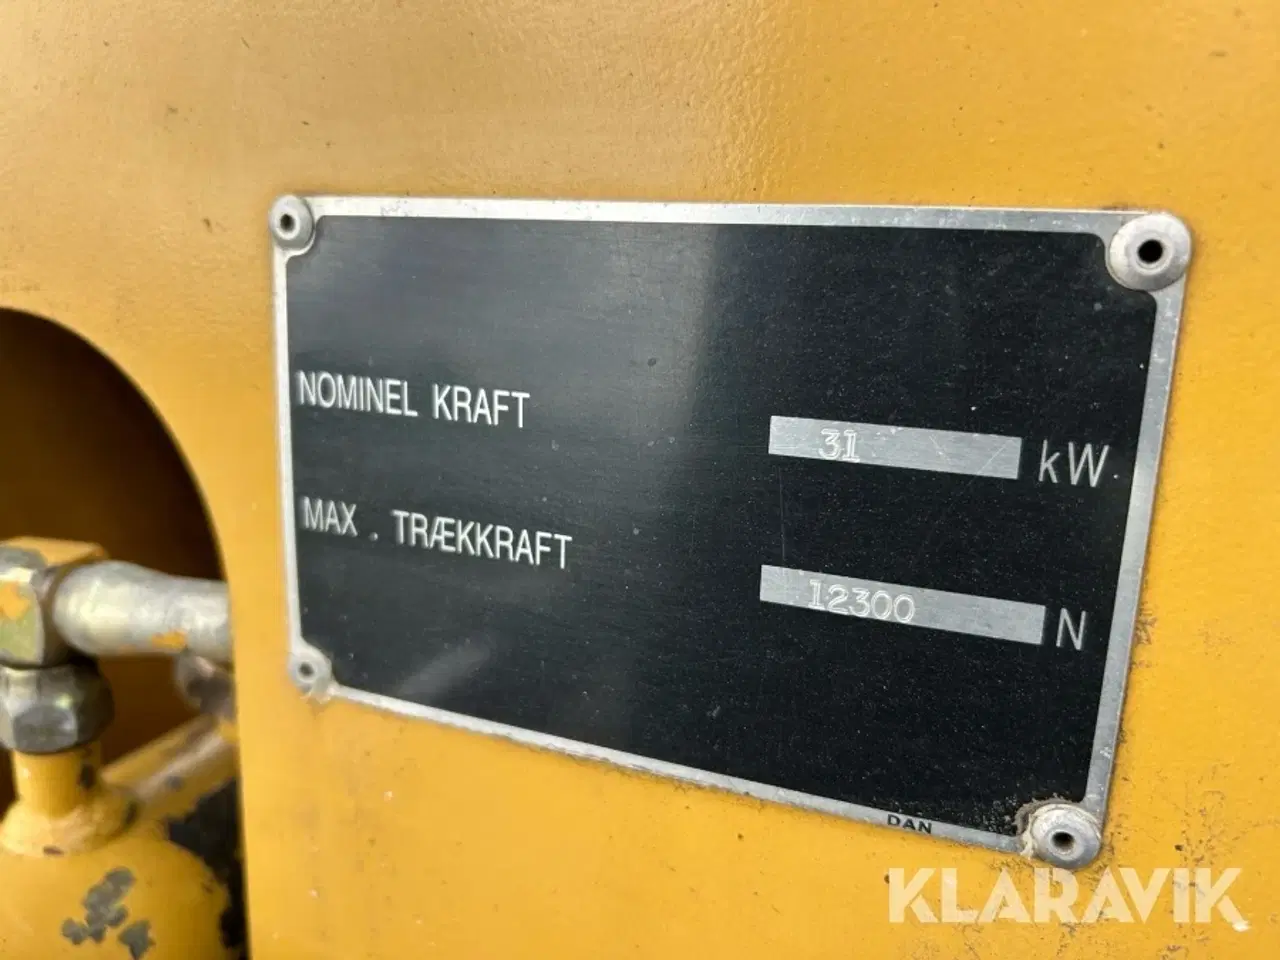 NOMINEL KRAFT 31 kW
MAX. TRÆKKRAFT 12300 N
DAN
KLARAVIK